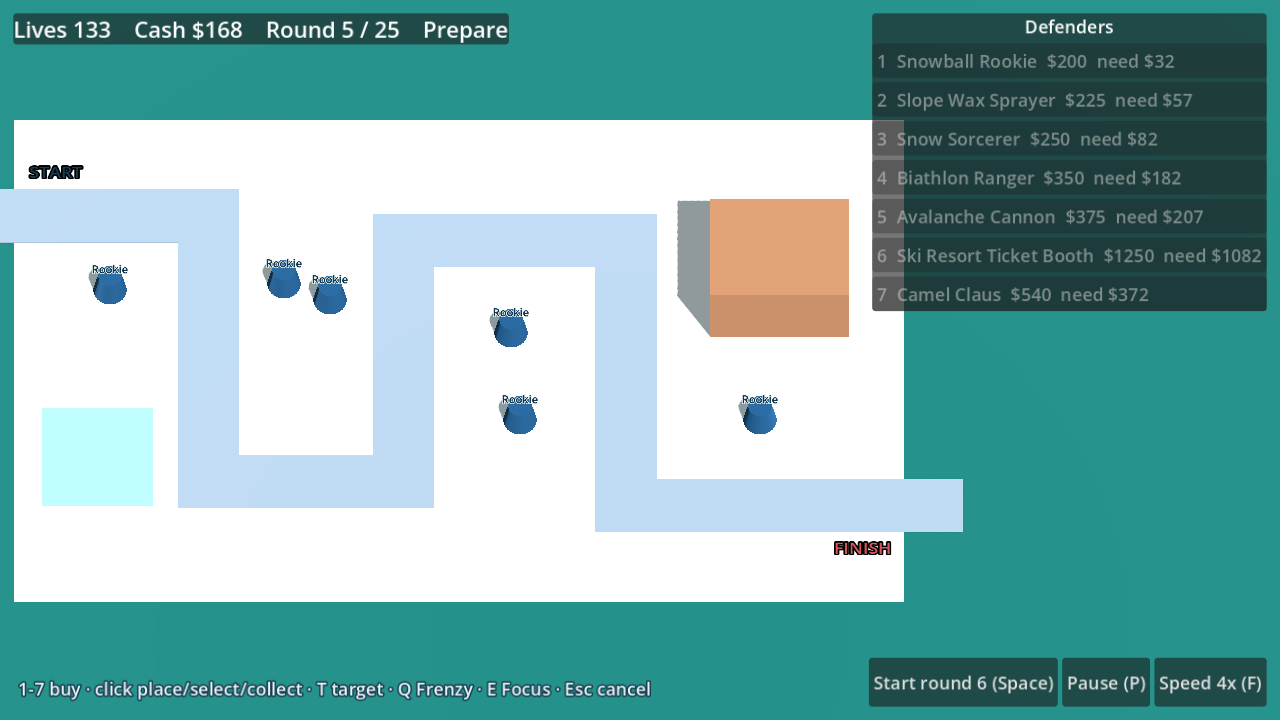 Lives 133 Cash $168 Round 5 / 25 Prepare
Defenders
1 Snowball Rookie $200 need $32
2 Slope Wax Sprayer $225 need $57
3 Snow Sorcerer $250 need $82
4 Biathlon Ranger $350 need $182
5 Avalanche Cannon $375 need $207
6 Ski Resort Ticket Booth $1250 need $1082
7 Camel Claus $540 need $372
START
Rookie
Rookie
Rookie
Rookie
Rookie
Rookie
FINISH
1-7 buy · click place/select/collect · T target · Q Frenzy · E Focus · Esc cancel
Start round 6 (Space)
Pause (P)
Speed 4x (F)